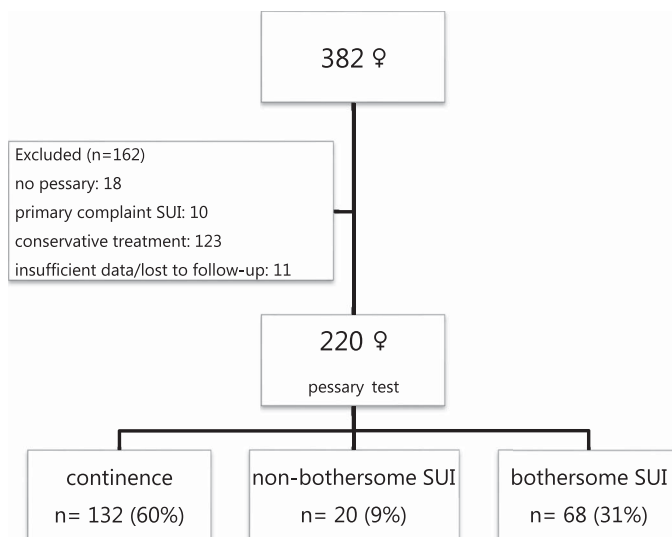 382 ♀
Excluded (n=162)
no pessary: 18
primary complaint SUI: 10
conservative treatment: 123
insufficient data/lost to follow-up: 11
220 ♀
pessary test
continence
n= 132 (60%)
non-bothersome SUI
n= 20 (9%)
bothersome SUI
n= 68 (31%)